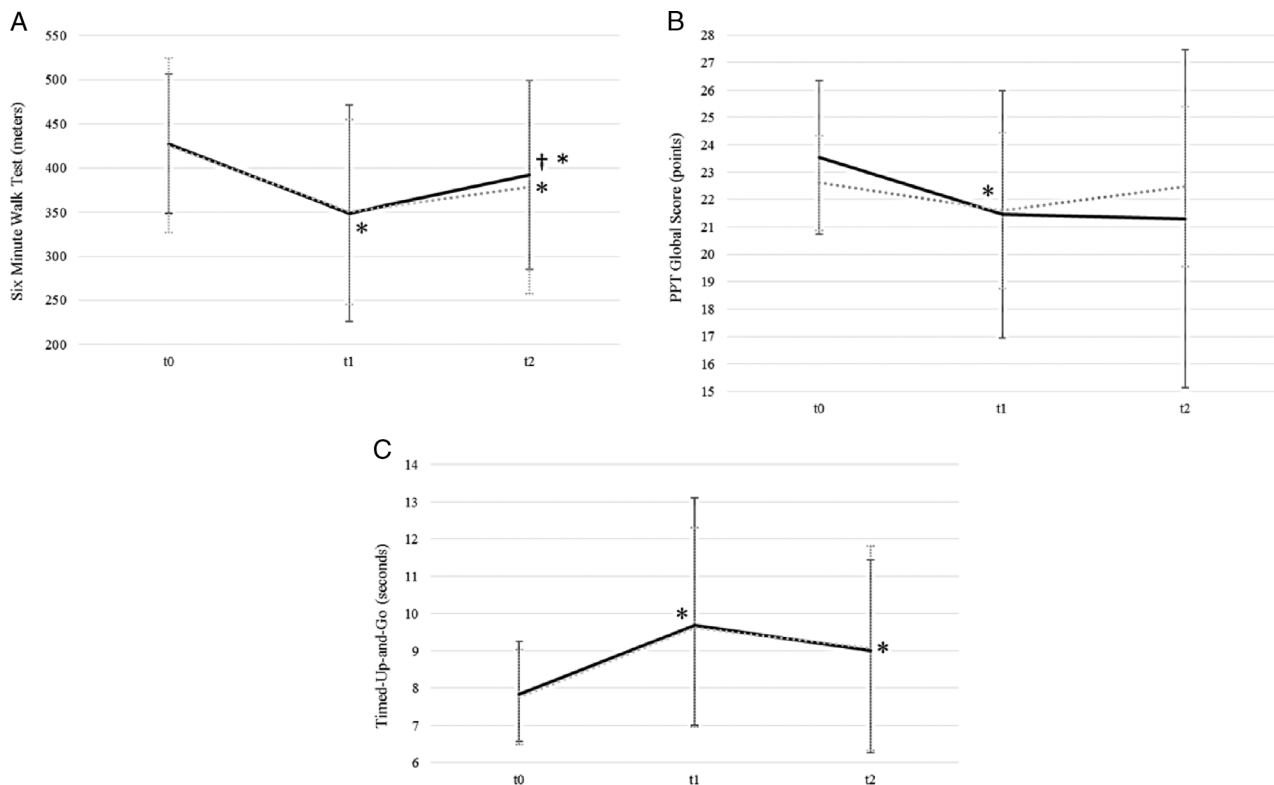 A
Six Minute Walk Test (meters)
550
500
450
400
350
300
250
200
t0
t1
t2
*
† *
*
B
PPT Global Score (points)
28
27
26
25
24
23
22
21
20
19
18
17
16
15
t0
t1
t2
*
C
Timed-Up-and-Go (seconds)
14
13
12
11
10
9
8
7
6
t0
t1
t2
*
*